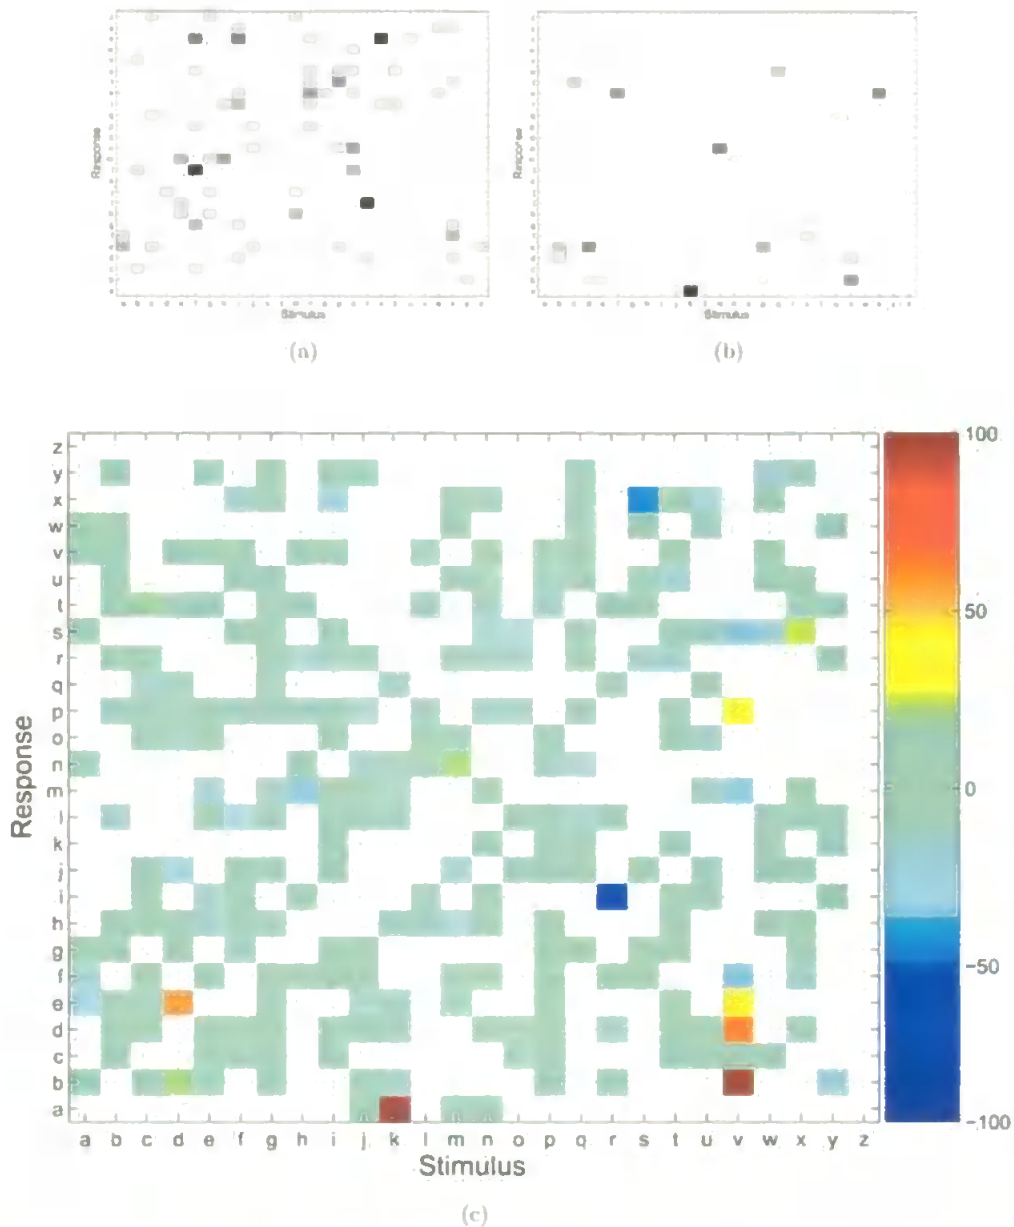 Response
Stimulus
(a)
Response
Stimulus
(b)
z
y
x
w
v
u
t
s
r
q
p
o
n
m
l
k
j
i
h
g
f
e
d
c
b
a
Response
a b c d e f g h i j k l m n o p q r s t u v w x y z
Stimulus
100
50
0
-50
-100
(c)